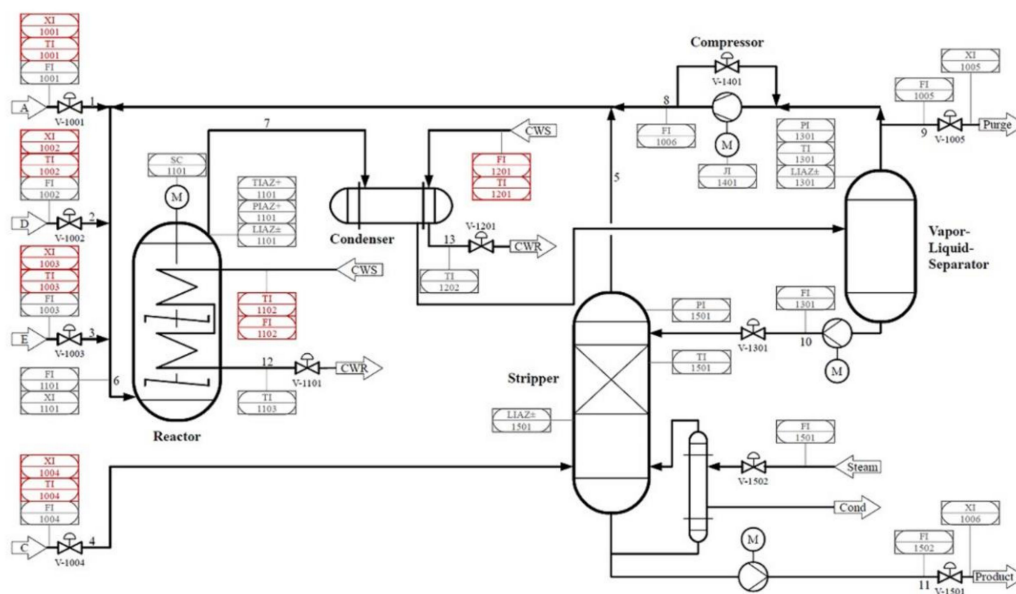 XI
1001
TI
1001
FI
1001
A
V-1001
1
XI
1002
TI
1002
FI
1002
D
V-1002
2
XI
1003
TI
1003
FI
1003
E
V-1003
3
FI
1101
XI
1101
6
XI
1004
TI
1004
FI
1004
C
V-1004
4
7
SC
1101
M
TIAZ+
1101
PIAZ+
1101
LIAZ±
1101
CWS
TI
1102
FI
1102
12
V-1101
CWR
TI
1103
Reactor
CWS
FI
1201
TI
1201
Condenser
13
V-1201
CWR
TI
1202
Compressor
V-1401
8
FI
1006
M
JI
1401
5
PI
1301
TI
1301
LIAZ±
1301
FI
1005
XI
1005
9
V-1005
Purge
Vapor-
Liquid-
Separator
PI
1501
FI
1301
V-1301
10
M
TI
1501
Stripper
LIAZ±
1501
FI
1501
V-1502
Steam
Cond
M
FI
1502
XI
1006
11
V-1501
Product